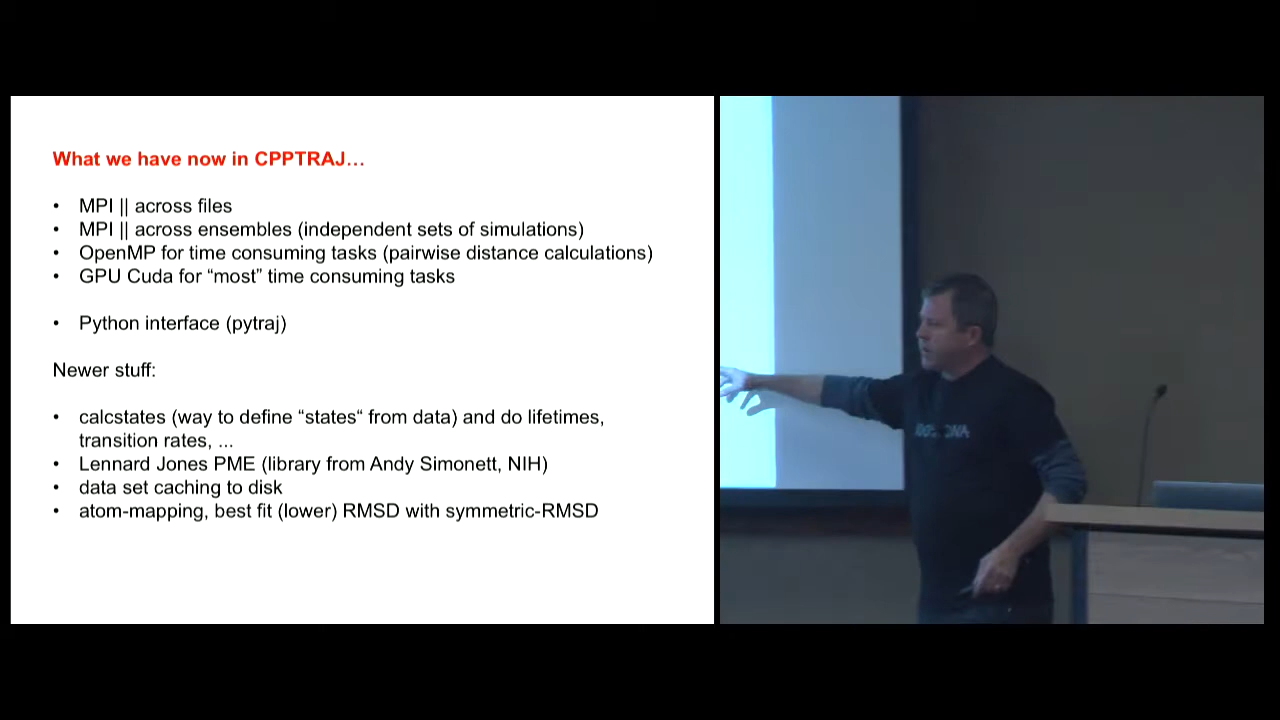 What we have now in CPPTRAJ…
• MPI || across files
• MPI || across ensembles (independent sets of simulations)
• OpenMP for time consuming tasks (pairwise distance calculations)
• GPU Cuda for “most” time consuming tasks
• Python interface (pytraj)
Newer stuff:
• calcstates (way to define “states“ from data) and do lifetimes,
transition rates, ...
• Lennard Jones PME (library from Andy Simonett, NIH)
• data set caching to disk
• atom-mapping, best fit (lower) RMSD with symmetric-RMSD